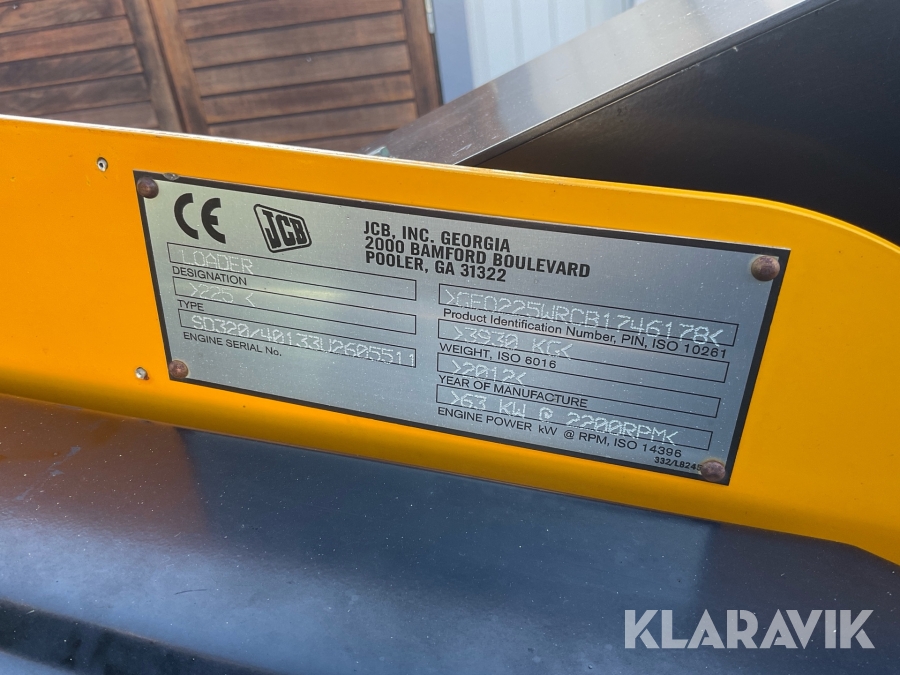 CE JCB
JCB, INC. GEORGIA
2000 BAMFORD BOULEVARD
POOLER, GA 31322
LOADER
DESIGNATION
>225 <
TYPE
SD320/40133U2605511
ENGINE SERIAL No.
>GEO225WRCB1746178<
Product Identification Number, PIN, ISO 10261
>3930 KG<
WEIGHT, ISO 6016
>2012<
YEAR OF MANUFACTURE
>63 KW @ 2200RPM<
ENGINE POWER kW @ RPM, ISO 14396
KLARAVIK